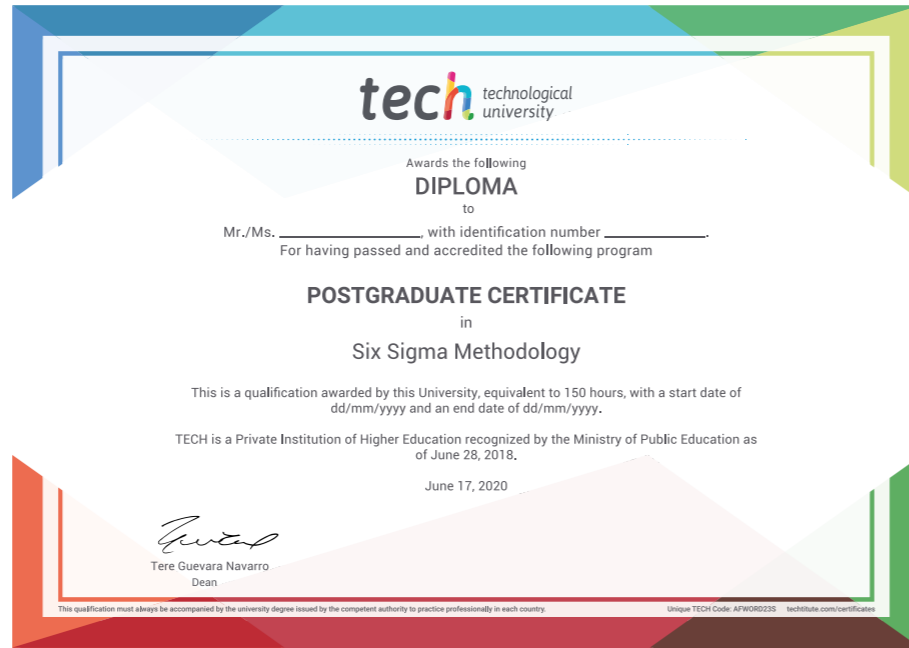 tech technological
university
Awards the following
DIPLOMA
to
Mr./Ms. ____________________, with identification number ______________.
For having passed and accredited the following program
POSTGRADUATE CERTIFICATE
in
Six Sigma Methodology
This is a qualification awarded by this University, equivalent to 150 hours, with a start date of
dd/mm/yyyy and an end date of dd/mm/yyyy.
TECH is a Private Institution of Higher Education recognized by the Ministry of Public Education as
of June 28, 2018.
June 17, 2020
Tere Guevara Navarro
Dean
This qualification must always be accompanied by the university degree issued by the competent authority to practice professionally in each country. Unique TECH Code: AFWORD23S techtitute.com/certificates